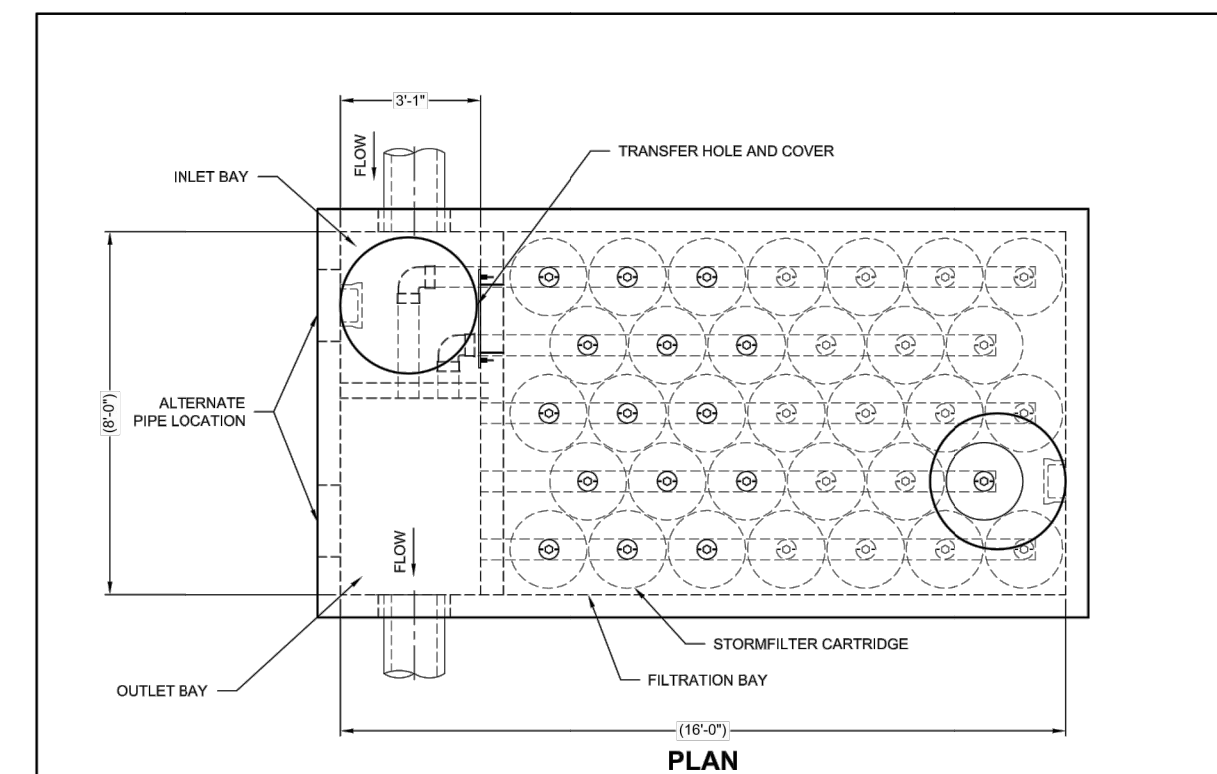 3'-1"
FLOW
TRANSFER HOLE AND COVER
INLET BAY
ALTERNATE
PIPE LOCATION
(8'-0")
FLOW
STORMFILTER CARTRIDGE
FILTRATION BAY
OUTLET BAY
(16'-0")
PLAN